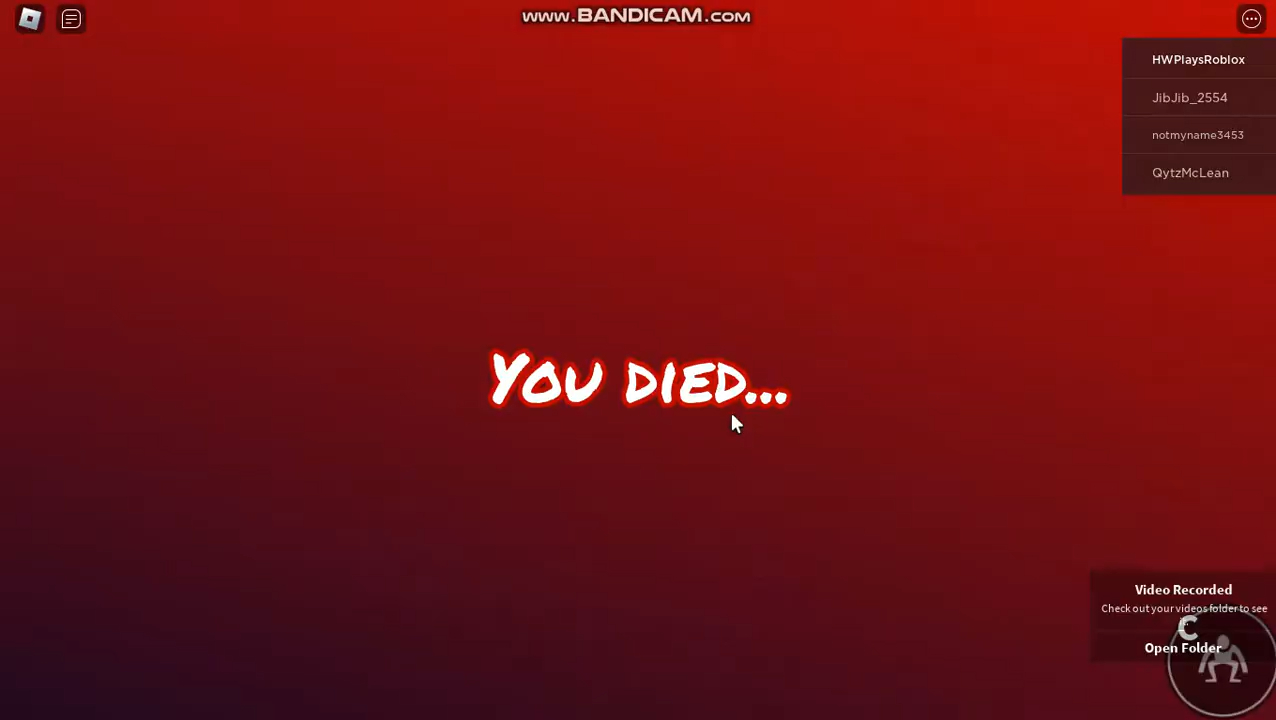 www.BANDICAM.com
HWPlaysRoblox
JibJib_2554
notmyname3453
QytzMcLean
You died...
Video Recorded
Check out your videos folder to see
it.
C
Open Folder